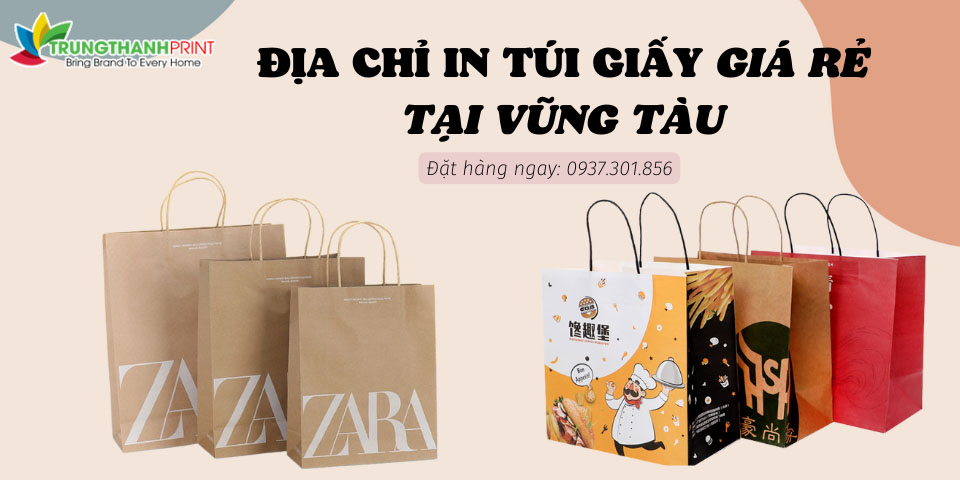 TRUNGTHANHPRINT
Bring Brand To Every Home
ĐỊA CHỈ IN TÚI GIẤY GIÁ RẺ
TẠI VŨNG TÀU
Đặt hàng ngay: 0937.301.856
ZARA
ZARA
ZARA
馋趣堡
Bon
Appetit!
豪尚